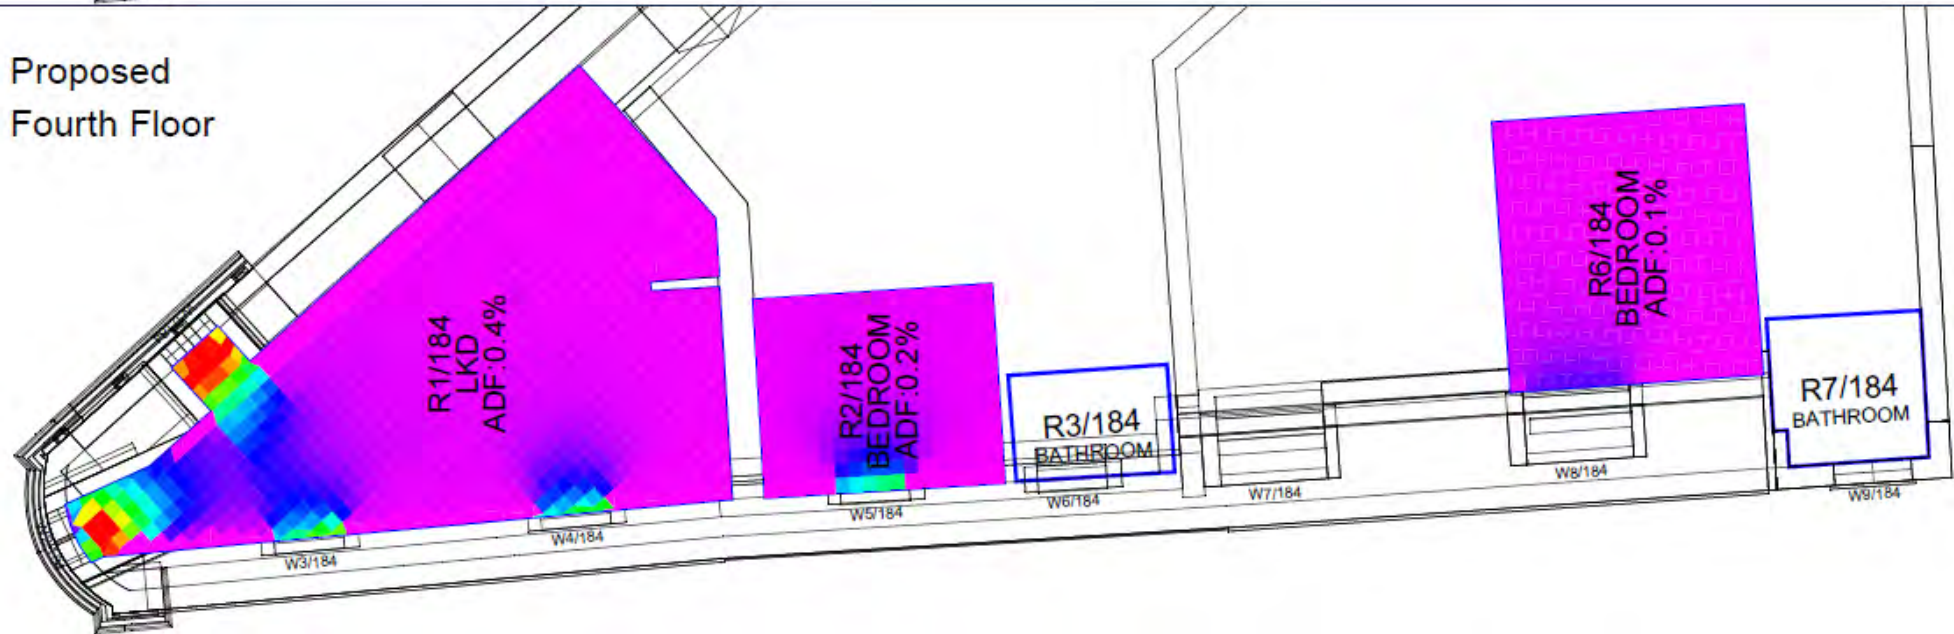 Proposed
Fourth Floor
R1/184
LKD
ADF:0.4%
R2/184
BEDROOM
ADF:0.2%
R3/184
BATHROOM
R6/184
BEDROOM
ADF:0.1%
R7/184
BATHROOM
W3/184
W4/184
W5/184
W6/184
W7/184
W8/184
W9/184